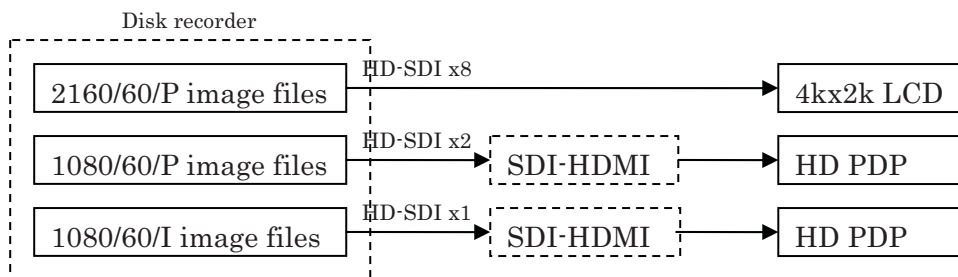 Disk recorder
2160/60/P image files HD-SDI x8 4kx2k LCD
1080/60/P image files HD-SDI x2 SDI-HDMI HD PDP
1080/60/I image files HD-SDI x1 SDI-HDMI HD PDP